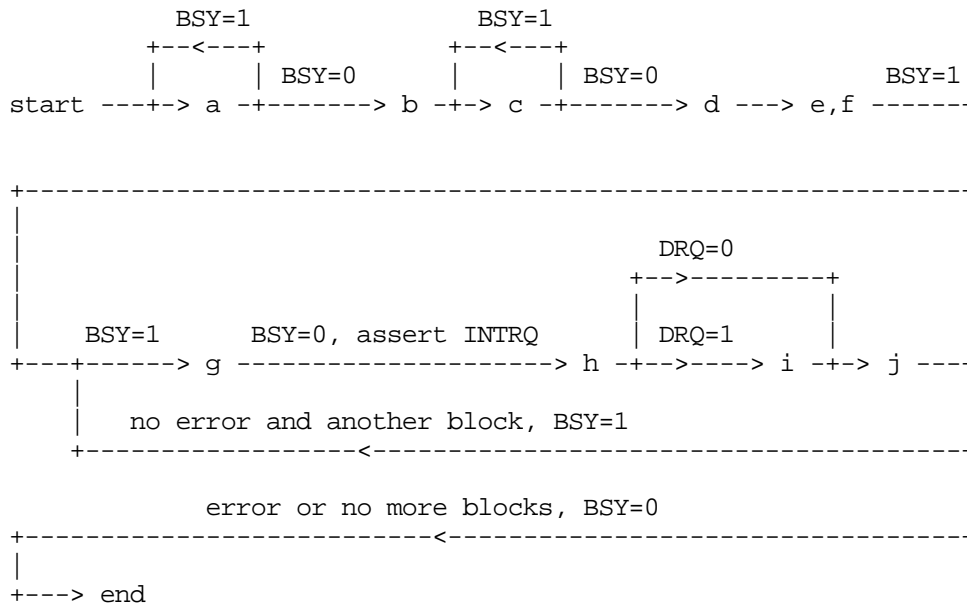 BSY=1 BSY=1
+--<---+ +--<---+
| | BSY=0 | | BSY=0 BSY=1
start ---+-> a -+-------> b -+-> c -+-------> d ---> e,f -------
+---------------------------------------------------------------
|
| DRQ=0
| +-->---------+
| | |
| BSY=1 BSY=0, assert INTRQ | DRQ=1 |
+---+------> g ---------------------> h -+-->----> i -+-> j ----
|
| no error and another block, BSY=1
+------------------<----------------------------------------
error or no more blocks, BSY=0
+---------------------------<-----------------------------------
|
+---> end